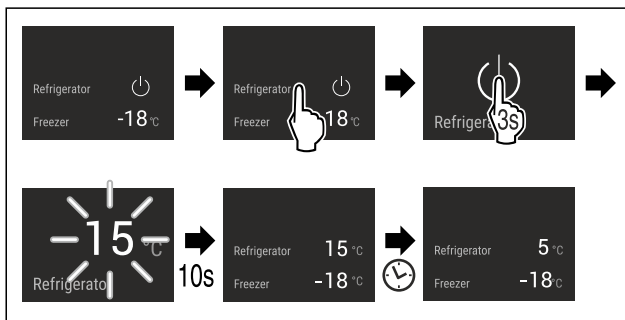 Refrigerator
Freezer -18 °C
Refrigerator
Freezer 18 °C
Refrigera
3s
15 °C
Refrigerato
10s
Refrigerator 15 °C
Freezer -18 °C
Refrigerator 5 °C
Freezer -18°C